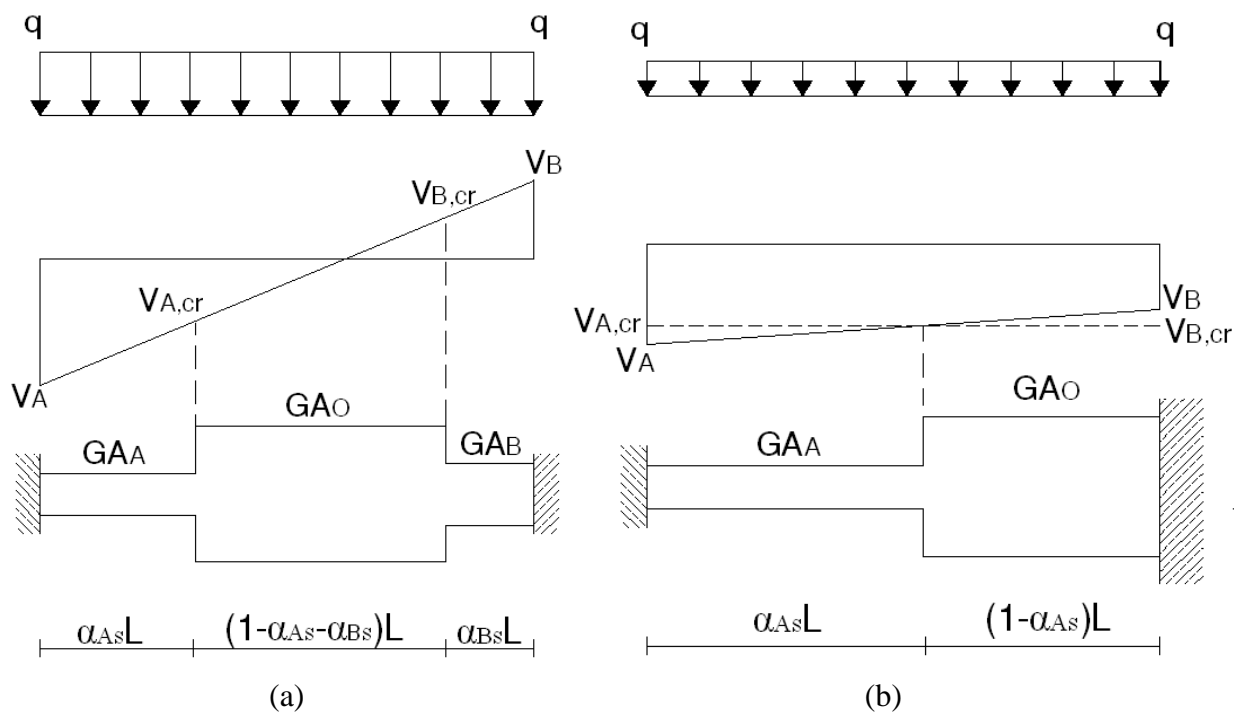 q q
VB
VB,cr
VA,cr
VA
GAO
GAA GAB
αAsL (1-αAs-αBs)L αBsL
(a)
q q
VB
VA,cr VB,cr
VA
GAO
GAA
αAsL (1-αAs)L
(b)